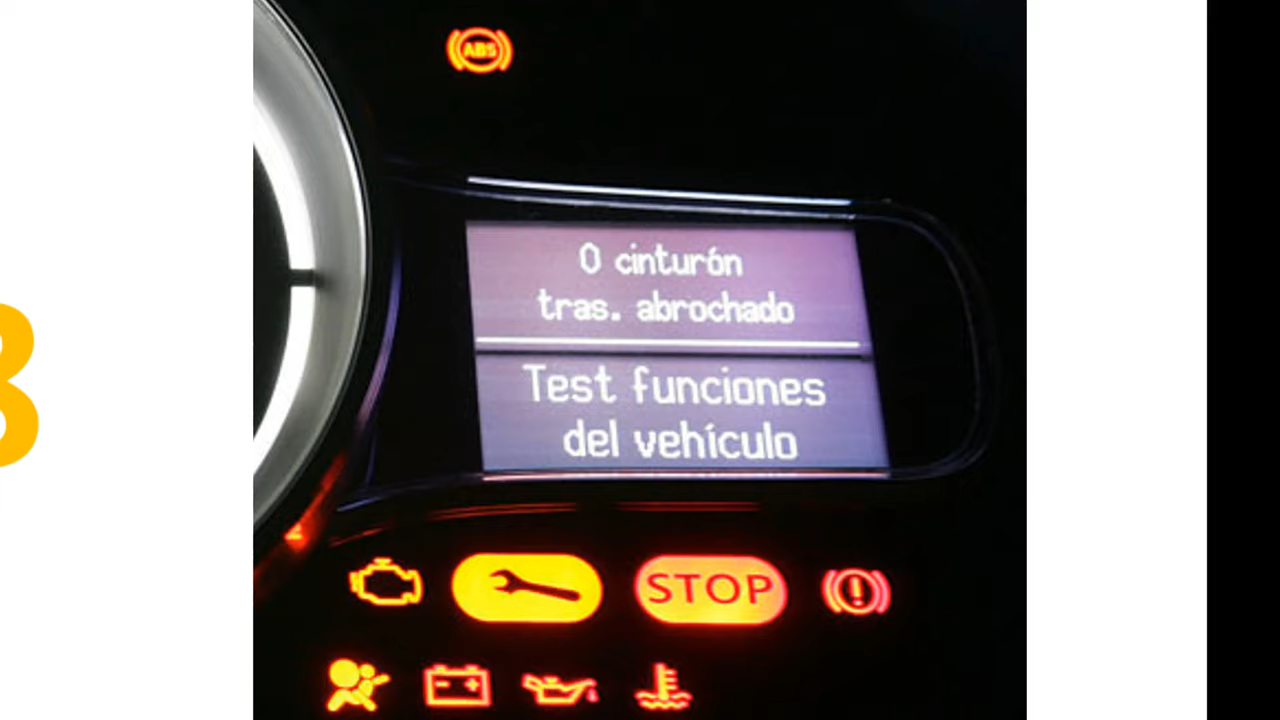 ABS
0 cinturón
tras. abrochado
Test funciones
del vehículo
STOP